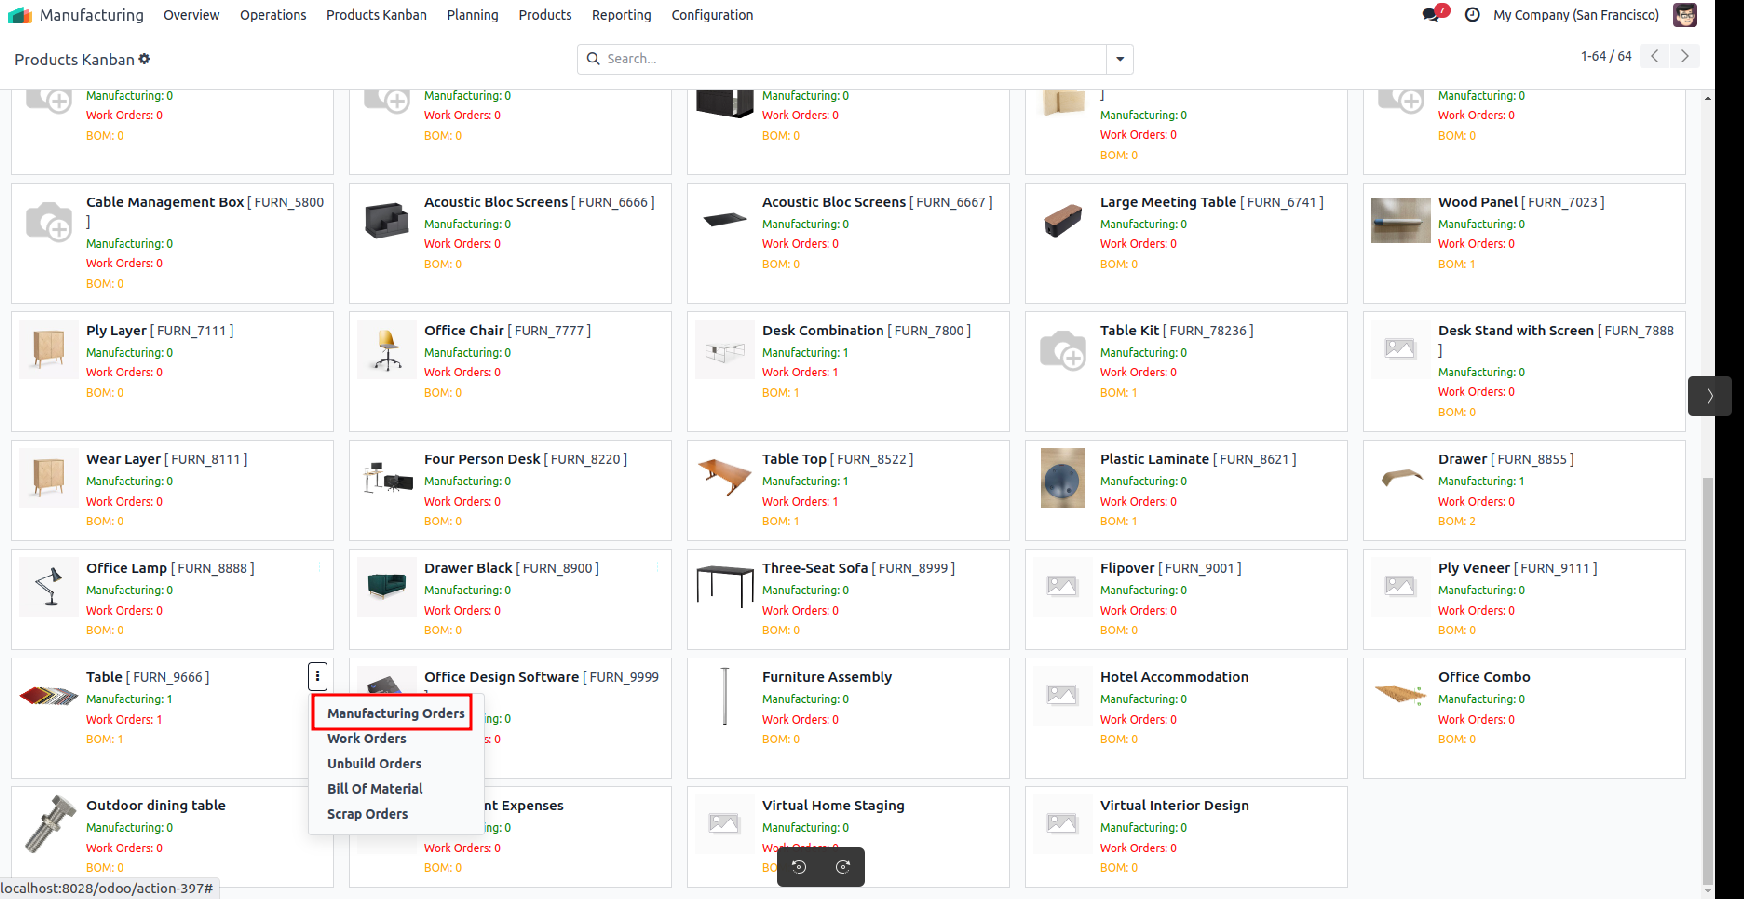 Manufacturing Overview Operations Products Kanban Planning Products Reporting Configuration 7 My Company (San Francisco)
Products Kanban Search... 1-64 / 64
Manufacturing: 0 Manufacturing: 0 Manufacturing: 0 ] Manufacturing: 0
Work Orders: 0 Work Orders: 0 Work Orders: 0 Manufacturing: 0 Work Orders: 0
BOM: 0 BOM: 0 BOM: 0 Work Orders: 0 BOM: 0
BOM: 0
Cable Management Box [ FURN_5800
]
Manufacturing: 0
Work Orders: 0
BOM: 0
Acoustic Bloc Screens [ FURN_6666 ]
Manufacturing: 0
Work Orders: 0
BOM: 0
Acoustic Bloc Screens [ FURN_6667 ]
Manufacturing: 0
Work Orders: 0
BOM: 0
Large Meeting Table [ FURN_6741 ]
Manufacturing: 0
Work Orders: 0
BOM: 0
Wood Panel [ FURN_7023 ]
Manufacturing: 0
Work Orders: 0
BOM: 1
Ply Layer [ FURN_7111 ]
Manufacturing: 0
Work Orders: 0
BOM: 0
Office Chair [ FURN_7777 ]
Manufacturing: 0
Work Orders: 0
BOM: 0
Desk Combination [ FURN_7800 ]
Manufacturing: 1
Work Orders: 1
BOM: 1
Table Kit [ FURN_78236 ]
Manufacturing: 0
Work Orders: 0
BOM: 1
Desk Stand with Screen [ FURN_7888
]
Manufacturing: 0
Work Orders: 0
BOM: 0
Wear Layer [ FURN_8111 ]
Manufacturing: 0
Work Orders: 0
BOM: 0
Four Person Desk [ FURN_8220 ]
Manufacturing: 0
Work Orders: 0
BOM: 0
Table Top [ FURN_8522 ]
Manufacturing: 1
Work Orders: 1
BOM: 1
Plastic Laminate [ FURN_8621 ]
Manufacturing: 0
Work Orders: 0
BOM: 1
Drawer [ FURN_8855 ]
Manufacturing: 1
Work Orders: 0
BOM: 2
Office Lamp [ FURN_8888 ]
Manufacturing: 0
Work Orders: 0
BOM: 0
Drawer Black [ FURN_8900 ]
Manufacturing: 0
Work Orders: 0
BOM: 0
Three-Seat Sofa [ FURN_8999 ]
Manufacturing: 0
Work Orders: 0
BOM: 0
Flipover [ FURN_9001 ]
Manufacturing: 0
Work Orders: 0
BOM: 0
Ply Veneer [ FURN_9111 ]
Manufacturing: 0
Work Orders: 0
BOM: 0
Table [ FURN_9666 ]
Manufacturing: 1
Work Orders: 1
BOM: 1
Manufacturing Orders
Work Orders
Unbuild Orders
Bill Of Material
Scrap Orders
Office Design Software [ FURN_9999
ing: 0
s: 0
Furniture Assembly
Manufacturing: 0
Work Orders: 0
BOM: 0
Hotel Accommodation
Manufacturing: 0
Work Orders: 0
BOM: 0
Office Combo
Manufacturing: 0
Work Orders: 0
BOM: 0
Outdoor dining table
Manufacturing: 0
Work Orders: 0
BOM: 0
nt Expenses
ng: 0
Work Orders: 0
BOM: 0
Virtual Home Staging
Manufacturing: 0
Work Orders: 0
BO
Virtual Interior Design
Manufacturing: 0
Work Orders: 0
BOM: 0
localhost:8028/odoo/action-397#